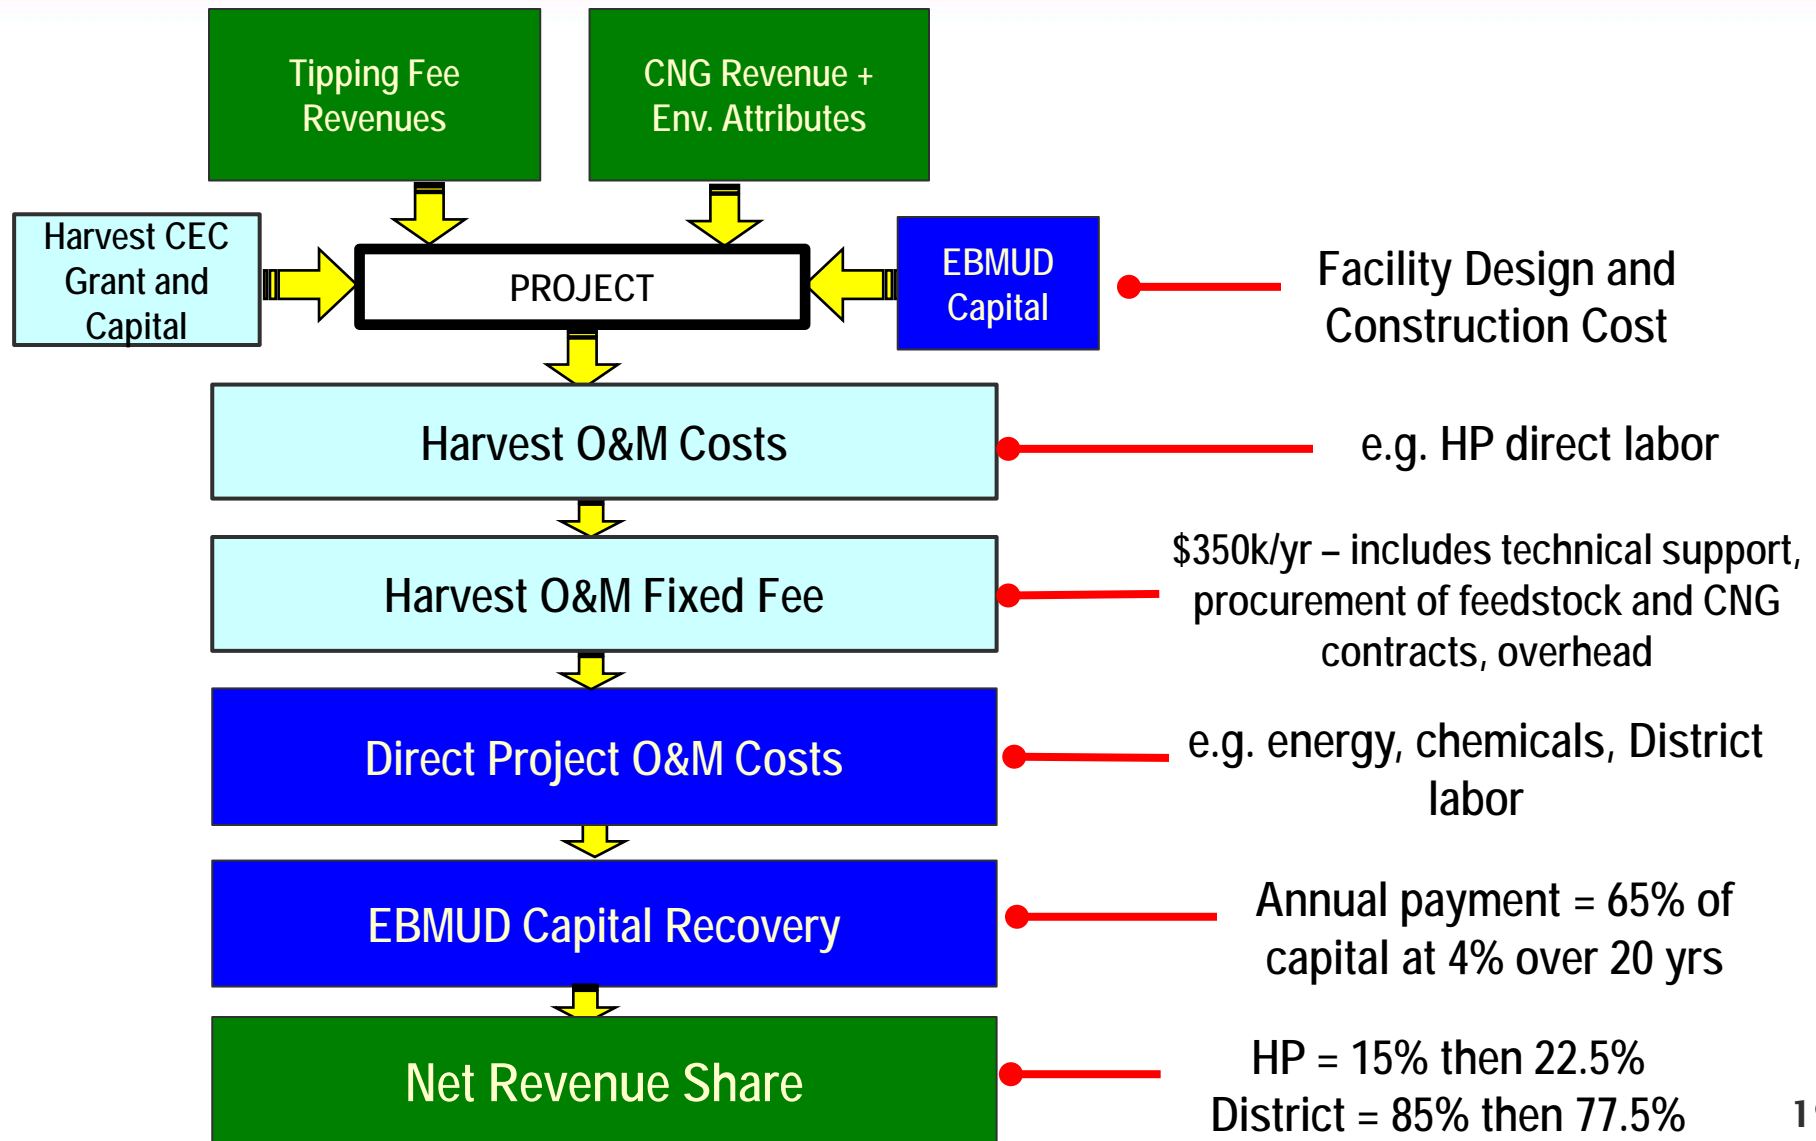 Tipping Fee
Revenues
CNG Revenue +
Env. Attributes
Harvest CEC
Grant and
Capital
PROJECT
EBMUD
Capital
Facility Design and
Construction Cost
Harvest O&M Costs
e.g. HP direct labor
Harvest O&M Fixed Fee
$350k/yr – includes technical support,
procurement of feedstock and CNG
contracts, overhead
Direct Project O&M Costs
e.g. energy, chemicals, District
labor
EBMUD Capital Recovery
Annual payment = 65% of
capital at 4% over 20 yrs
Net Revenue Share
HP = 15% then 22.5%
District = 85% then 77.5%